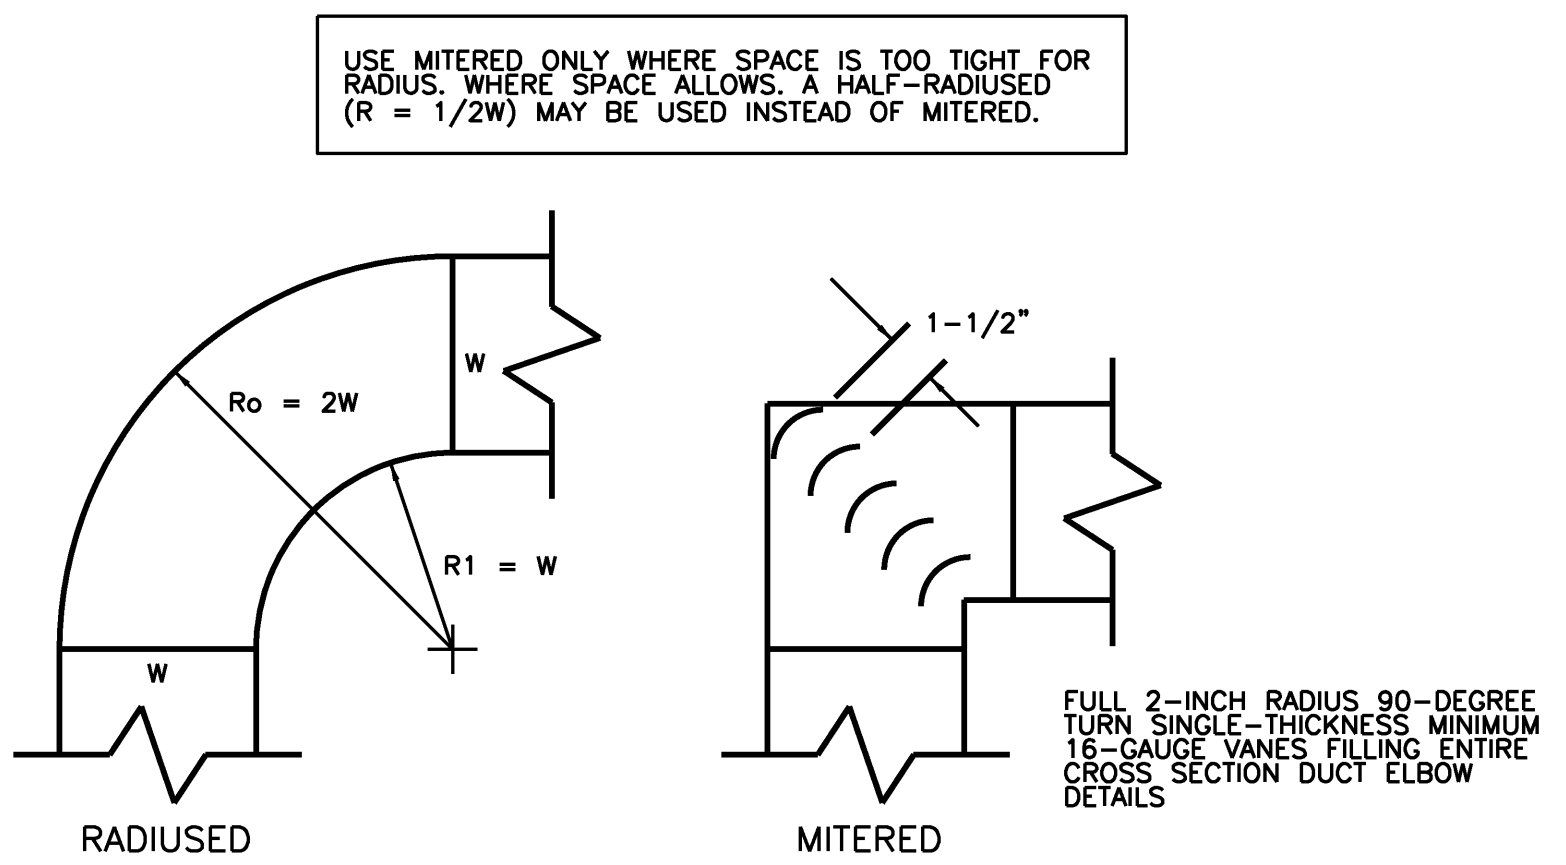 USE MITERED ONLY WHERE SPACE IS TOO TIGHT FOR
RADIUS. WHERE SPACE ALLOWS. A HALF-RADIUSED
(R = 1/2W) MAY BE USED INSTEAD OF MITERED.
1-1/2"
W
Ro = 2W
R1 = W
W
FULL 2-INCH RADIUS 90-DEGREE
TURN SINGLE-THICKNESS MINIMUM
16-GAUGE VANES FILLING ENTIRE
CROSS SECTION DUCT ELBOW
DETAILS
RADIUSED
MITERED